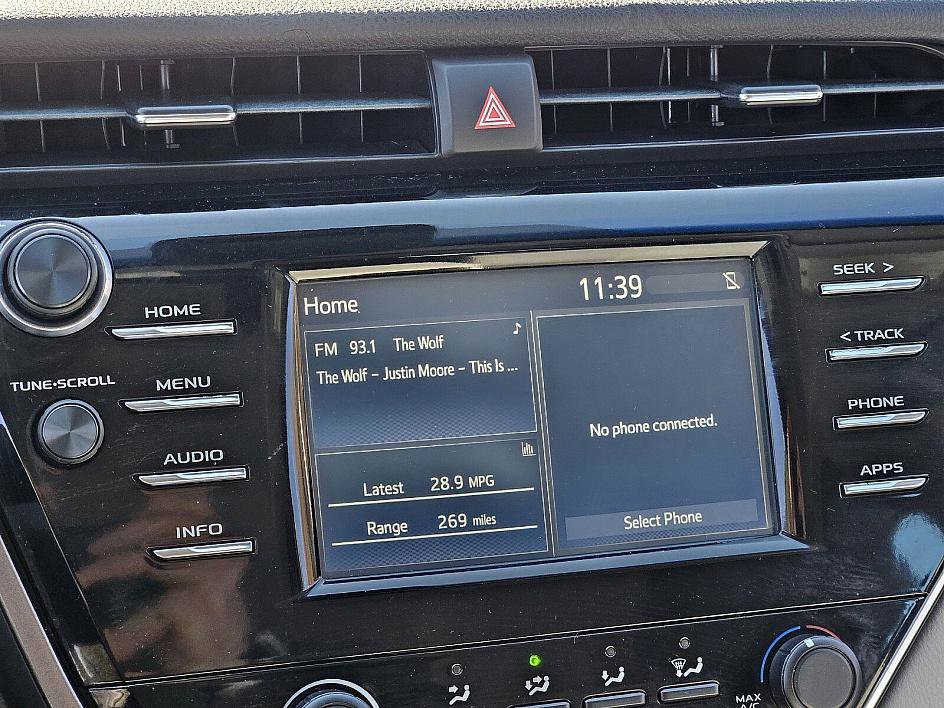 HOME
TUNE•SCROLL
MENU
AUDIO
INFO
Home
11:39
FM 93.1 The Wolf
The Wolf - Justin Moore - This Is ...
Latest 28.9 MPG
Range 269 miles
No phone connected.
Select Phone
SEEK >
< TRACK
PHONE
APPS
MAX
A/C